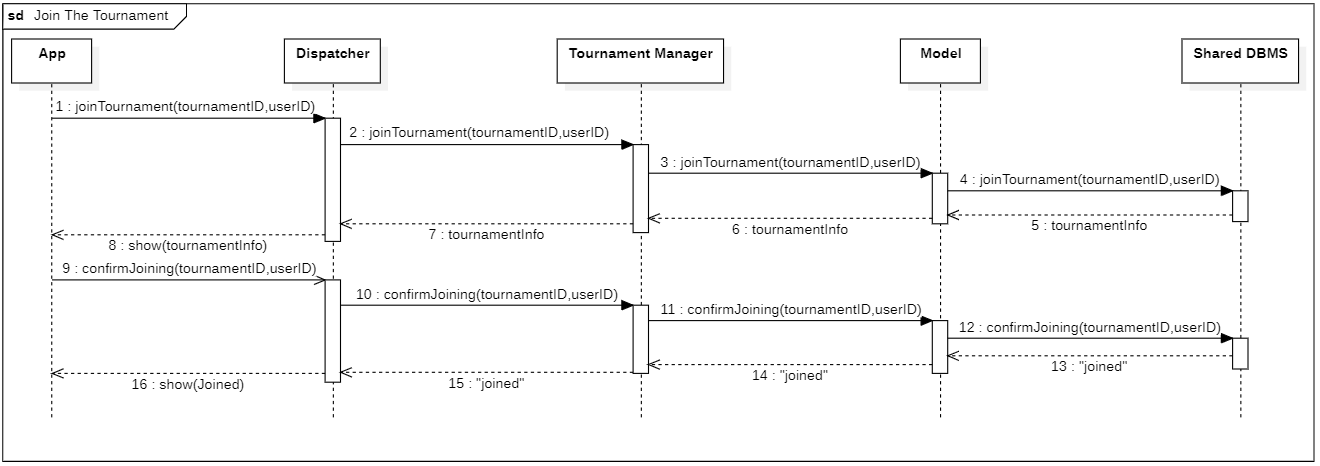 sd Join The Tournament
App
Dispatcher
Tournament Manager
Model
Shared DBMS
1 : joinTournament(tournamentID,userID)
2 : joinTournament(tournamentID,userID)
3 : joinTournament(tournamentID,userID)
4 : joinTournament(tournamentID,userID)
5 : tournamentInfo
6 : tournamentInfo
7 : tournamentInfo
8 : show(tournamentInfo)
9 : confirmJoining(tournamentID,userID)
10 : confirmJoining(tournamentID,userID)
11 : confirmJoining(tournamentID,userID)
12 : confirmJoining(tournamentID,userID)
13 : "joined"
14 : "joined"
15 : "joined"
16 : show(Joined)